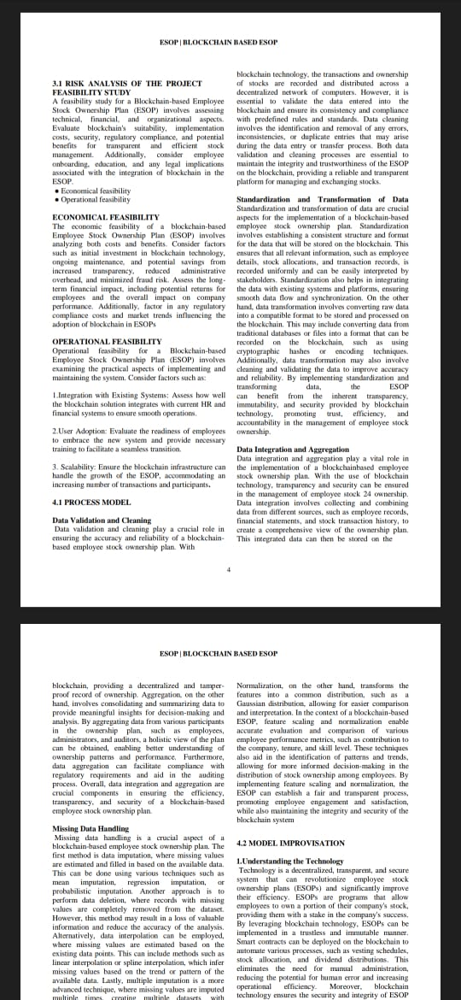 ESOP | BLOCKCHAIN BASED ESOP
3.1 RISK ANALYSIS OF THE PROJECT
FEASIBILITY STUDY
A feasibility study for a Blockchain-based Employee
Stock Ownership Plan (ESOP) involves assessing
technical, financial, and organizational aspects.
Evaluate blockchain's suitability, implementation
costs, security, regulatory compliance, and potential
benefits for transparent and efficient stock
management. Additionally, consider employee
onboarding, education, and any legal implications
associated with the integration of blockchain in the
ESOP.
• Economical feasibility
• Operational feasibility
ECONOMICAL FEASIBILITY
The economic feasibility of a blockchain-based
Employee Stock Ownership Plan (ESOP) involves
analyzing both costs and benefits. Consider factors
such as initial investment in blockchain technology,
ongoing maintenance, and potential savings from
increased transparency, reduced administrative
overhead, and minimized fraud risk. Assess the long-
term financial impact, including potential returns for
employees and the overall impact on company
performance. Additionally, factor in any regulatory
compliance costs and market trends influencing the
adoption of blockchain in ESOPs
OPERATIONAL FEASIBILITY
Operational feasibility for a Blockchain-based
Employee Stock Ownership Plan (ESOP) involves
examining the practical aspects of implementing and
maintaining the system. Consider factors such as:
1.Integration with Existing Systems: Assess how well
the blockchain solution integrates with current HR and
financial systems to ensure smooth operations.
2.User Adoption: Evaluate the readiness of employees
to embrace the new system and provide necessary
training to facilitate a seamless transition.
3. Scalability: Ensure the blockchain infrastructure can
handle the growth of the ESOP, accommodating an
increasing number of transactions and participants.
4.1 PROCESS MODEL
Data Validation and Cleaning
Data validation and cleaning play a crucial role in
ensuring the accuracy and reliability of a blockchain-
based employee stock ownership plan. With
blockchain technology, the transactions and ownership
of stocks are recorded and distributed across a
decentralized network of computers. However, it is
essential to validate the data entered into the
blockchain and ensure its consistency and compliance
with predefined rules and standards. Data cleaning
involves the identification and removal of any errors,
inconsistencies, or duplicate entries that may arise
during the data entry or transfer process. Both data
validation and cleaning processes are essential to
maintain the integrity and trustworthiness of the ESOP
on the blockchain, providing a reliable and transparent
platform for managing and exchanging stocks.
Standardization and Transformation of Data
Standardization and transformation of data are crucial
aspects for the implementation of a blockchain-based
employee stock ownership plan. Standardization
involves establishing a consistent structure and format
for the data that will be stored on the blockchain. This
ensures that all relevant information, such as employee
details, stock allocations, and transaction records, is
recorded uniformly and can be easily interpreted by
stakeholders. Standardization also helps in integrating
the data with existing systems and platforms, ensuring
smooth data flow and synchronization. On the other
hand, data transformation involves converting raw data
into a compatible format to be stored and processed on
the blockchain. This may include converting data from
traditional databases or files into a format that can be
recorded on the blockchain, such as using
cryptographic hashes or encoding techniques.
Additionally, data transformation may also involve
cleaning and validating the data to improve accuracy
and reliability. By implementing standardization and
transforming data, the ESOP
can benefit from the inherent transparency,
immutability, and security provided by blockchain
technology, promoting trust, efficiency, and
accountability in the management of employee stock
ownership.
Data Integration and Aggregation
Data integration and aggregation play a vital role in
the implementation of a blockchainbased employee
stock ownership plan. With the use of blockchain
technology, transparency and security can be ensured
in the management of employee stock 24 ownership.
Data integration involves collecting and combining
data from different sources, such as employee records,
financial statements, and stock transaction history, to
create a comprehensive view of the ownership plan.
This integrated data can then be stored on the
4
ESOP | BLOCKCHAIN BASED ESOP
blockchain, providing a decentralized and tamper-
proof record of ownership. Aggregation, on the other
hand, involves consolidating and summarizing data to
provide meaningful insights for decision-making and
analysis. By aggregating data from various participants
in the ownership plan, such as employees,
administrators, and auditors, a holistic view of the plan
can be obtained, enabling better understanding of
ownership patterns and performance. Furthermore,
data aggregation can facilitate compliance with
regulatory requirements and aid in the auditing
process. Overall, data integration and aggregation are
crucial components in ensuring the efficiency,
transparency, and security of a blockchain-based
employee stock ownership plan.
Missing Data Handling
Missing data handling is a crucial aspect of a
blockchain-based employee stock ownership plan. The
first method is data imputation, where missing values
are estimated and filled in based on the available data.
This can be done using various techniques such as
mean imputation, regression imputation, or
probabilistic imputation. Another approach is to
perform data deletion, where records with missing
values are completely removed from the dataset.
However, this method may result in a loss of valuable
information and reduce the accuracy of the analysis.
Alternatively, data interpolation can be employed,
where missing values are estimated based on the
existing data points. This can include methods such as
linear interpolation or spline interpolation, which infer
missing values based on the trend or pattern of the
available data. Lastly, multiple imputation is a more
advanced technique, where missing values are imputed
multiple times, creating multiple datasets with
Normalization, on the other hand, transforms the
features into a common distribution, such as a
Gaussian distribution, allowing for easier comparison
and interpretation. In the context of a blockchain-based
ESOP, feature scaling and normalization enable
accurate evaluation and comparison of various
employee performance metrics, such as contribution to
the company, tenure, and skill level. These techniques
also aid in the identification of patterns and trends,
allowing for more informed decision-making in the
distribution of stock ownership among employees. By
implementing feature scaling and normalization, the
ESOP can establish a fair and transparent process,
promoting employee engagement and satisfaction,
while also maintaining the integrity and security of the
blockchain system
4.2 MODEL IMPROVISATION
1.Understanding the Technology
Technology is a decentralized, transparent, and secure
system that can revolutionize employee stock
ownership plans (ESOPs) and significantly improve
their efficiency. ESOPs are programs that allow
employees to own a portion of their company's stock,
providing them with a stake in the company's success.
By leveraging blockchain technology, ESOPs can be
implemented in a trustless and immutable manner.
Smart contracts can be deployed on the blockchain to
automate various processes, such as vesting schedules,
stock allocation, and dividend distributions. This
eliminates the need for manual administration,
reducing the potential for human error and increasing
operational efficiency. Moreover, blockchain
technology ensures the security and integrity of ESOP